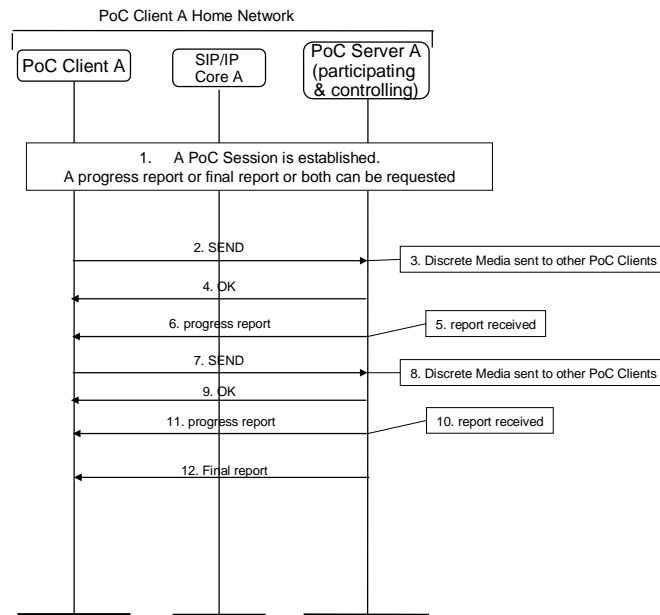 PoC Client A Home Network
PoC Client A
SIP/IP
Core A
PoC Server A
(participating
& controlling)
1. A PoC Session is established.
A progress report or final report or both can be requested
2. SEND
3. Discrete Media sent to other PoC Clients
4. OK
6. progress report
5. report received
7. SEND
8. Discrete Media sent to other PoC Clients
9. OK
11. progress report
10. report received
12. Final report